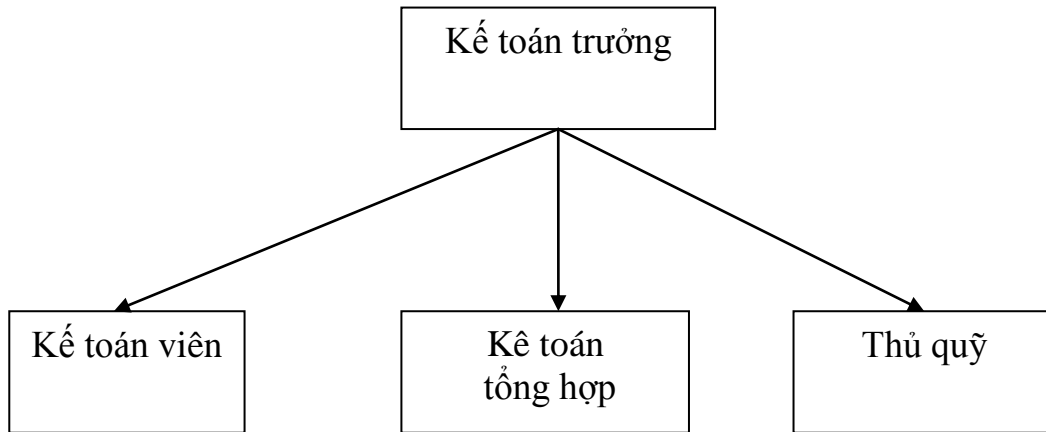 Kế toán trưởng
Kế toán viên
Kê toán
tổng hợp
Thủ quỹ